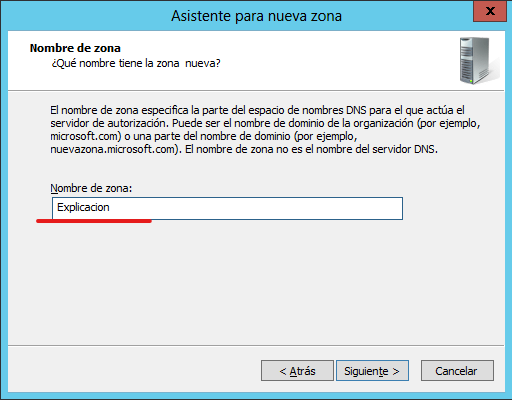 Asistente para nueva zona
x
Nombre de zona
¿Qué nombre tiene la zona nueva?
El nombre de zona especifica la parte del espacio de nombres DNS para el que actúa el
servidor de autorización. Puede ser el nombre de dominio de la organización (por ejemplo,
microsoft.com) o una parte del nombre de dominio (por ejemplo,
nuevazona.microsoft.com). El nombre de zona no es el nombre del servidor DNS.
Nombre de zona:
Explicacion
< Atrás
Siguiente >
Cancelar